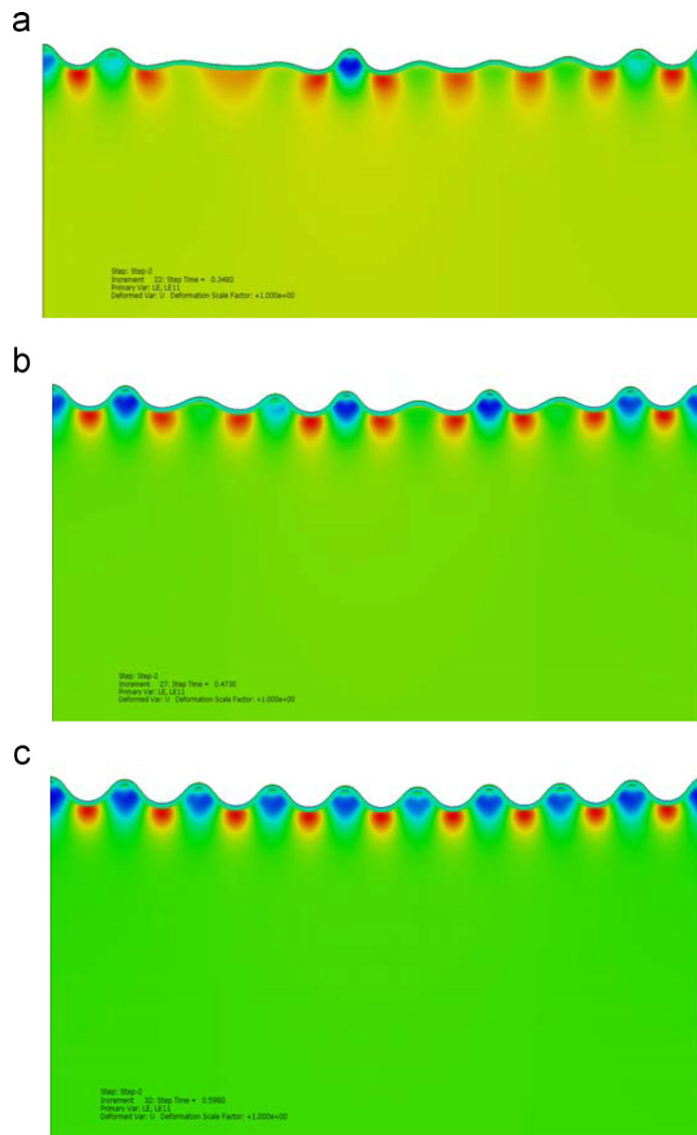 a
Step: Step-2
Increment 22: Step Time = 0.3480
Primary Var: LE, LE11
Deformed Var: U Deformation Scale Factor: +1.000e+00
b
Step: Step-2
Increment 27: Step Time = 0.4730
Primary Var: LE, LE11
Deformed Var: U Deformation Scale Factor: +1.000e+00
c
Step: Step-2
Increment 32: Step Time = 0.5980
Primary Var: LE, LE11
Deformed Var: U Deformation Scale Factor: +1.000e+00